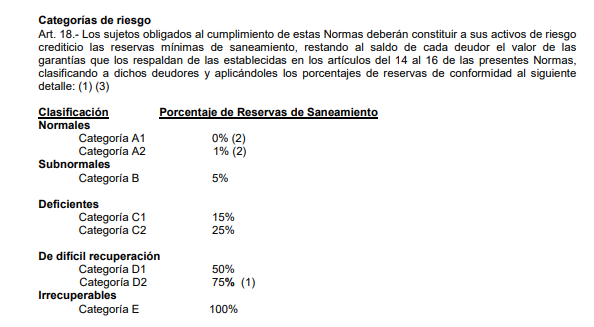 Categorías de riesgo
Art. 18.- Los sujetos obligados al cumplimiento de estas Normas deberán constituir a sus activos de riesgo
crediticio las reservas mínimas de saneamiento, restando al saldo de cada deudor el valor de las
garantías que los respaldan de las establecidas en los artículos del 14 al 16 de las presentes Normas,
clasificando a dichos deudores y aplicándoles los porcentajes de reservas de conformidad al siguiente
detalle: (1) (3)
Clasificación Porcentaje de Reservas de Saneamiento
Normales
Categoría A1 0% (2)
Categoría A2 1% (2)
Subnormales
Categoría B 5%
Deficientes
Categoría C1 15%
Categoría C2 25%
De difícil recuperación
Categoría D1 50%
Categoría D2 75% (1)
Irrecuperables
Categoría E 100%